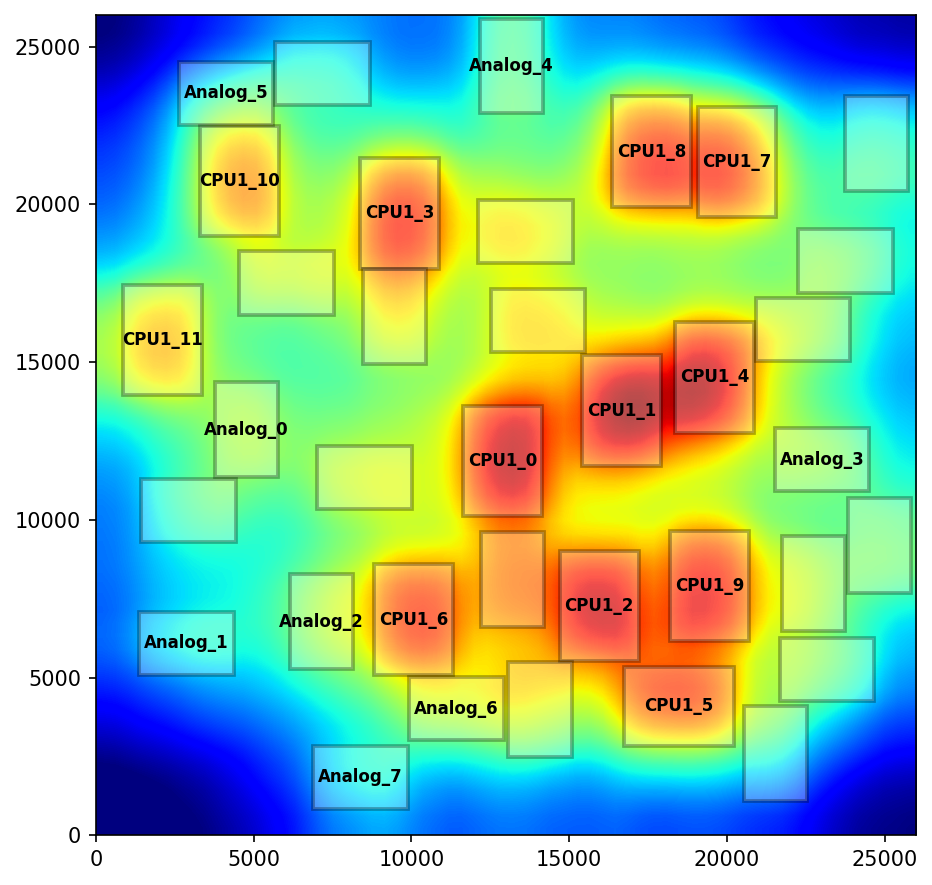 25000
Analog_4
Analog_5
CPU1_8
CPU1_7
CPU1_10
20000
CPU1_3
CPU1_11
15000
CPU1_4
CPU1_1
Analog_0
CPU1_0
Analog_3
10000
CPU1_9
CPU1_2
Analog_2
CPU1_6
Analog_1
5000
Analog_6
CPU1_5
Analog_7
0
0 5000 10000 15000 20000 25000